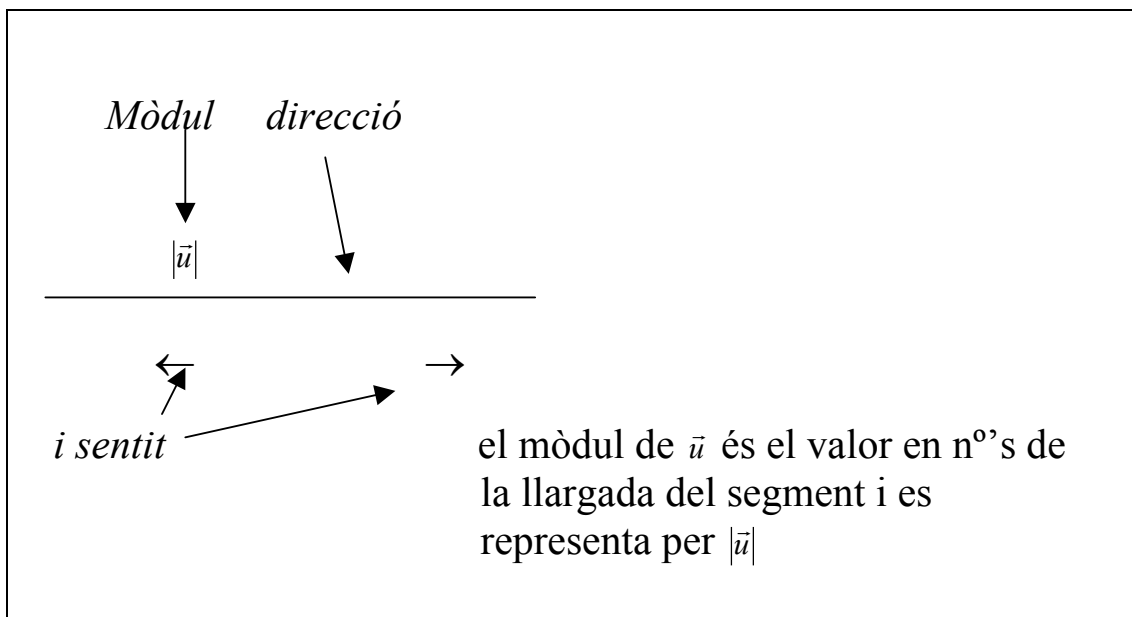 Mòdul direcció
|u⃗|
← →
i sentit
el mòdul de u⃗ és el valor en nº’s de
la llargada del segment i es
representa per |u⃗|